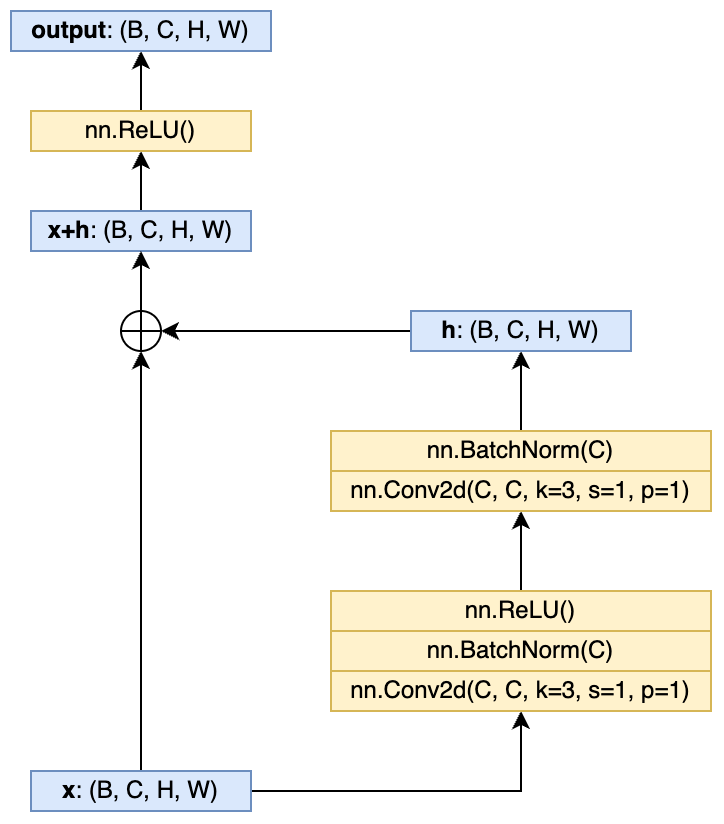 output: (B, C, H, W)
nn.ReLU()
x+h: (B, C, H, W)
h: (B, C, H, W)
nn.BatchNorm(C)
nn.Conv2d(C, C, k=3, s=1, p=1)
nn.ReLU()
nn.BatchNorm(C)
nn.Conv2d(C, C, k=3, s=1, p=1)
x: (B, C, H, W)